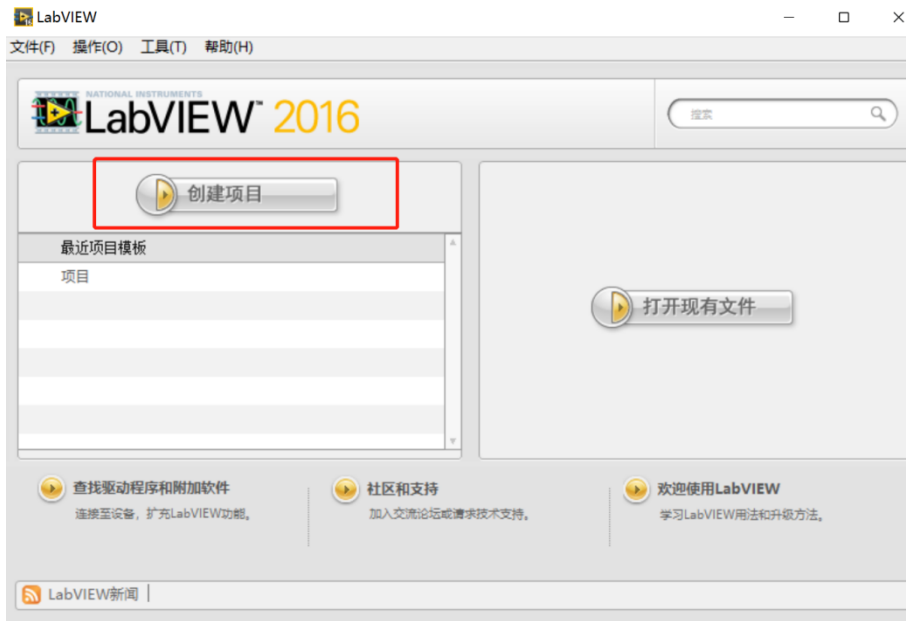 LabVIEW
文件(F) 操作(O) 工具(T) 帮助(H)
NATIONAL INSTRUMENTS
LabVIEW™ 2016
搜索
创建项目
最近项目模板
项目
打开现有文件
查找驱动程序和附加软件
连接至设备，扩充LabVIEW功能。
社区和支持
加入交流论坛或请求技术支持。
欢迎使用LabVIEW
学习LabVIEW用法和升级方法。
LabVIEW新闻